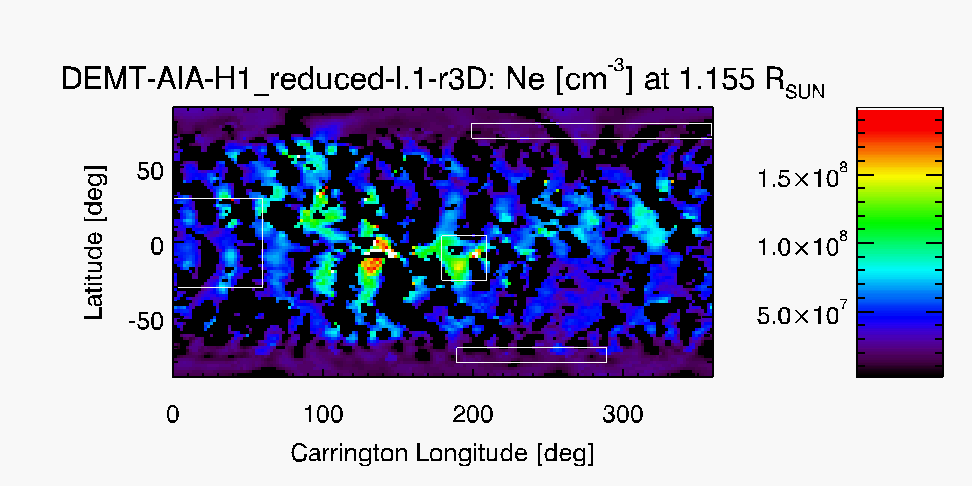 DEMT-AIA-H1_reduced-l.1-r3D: Ne [cm⁻³] at 1.155 R_SUN
50
0
-50
Latitude [deg]
0 100 200 300
Carrington Longitude [deg]
1.5×10⁸
1.0×10⁸
5.0×10⁷